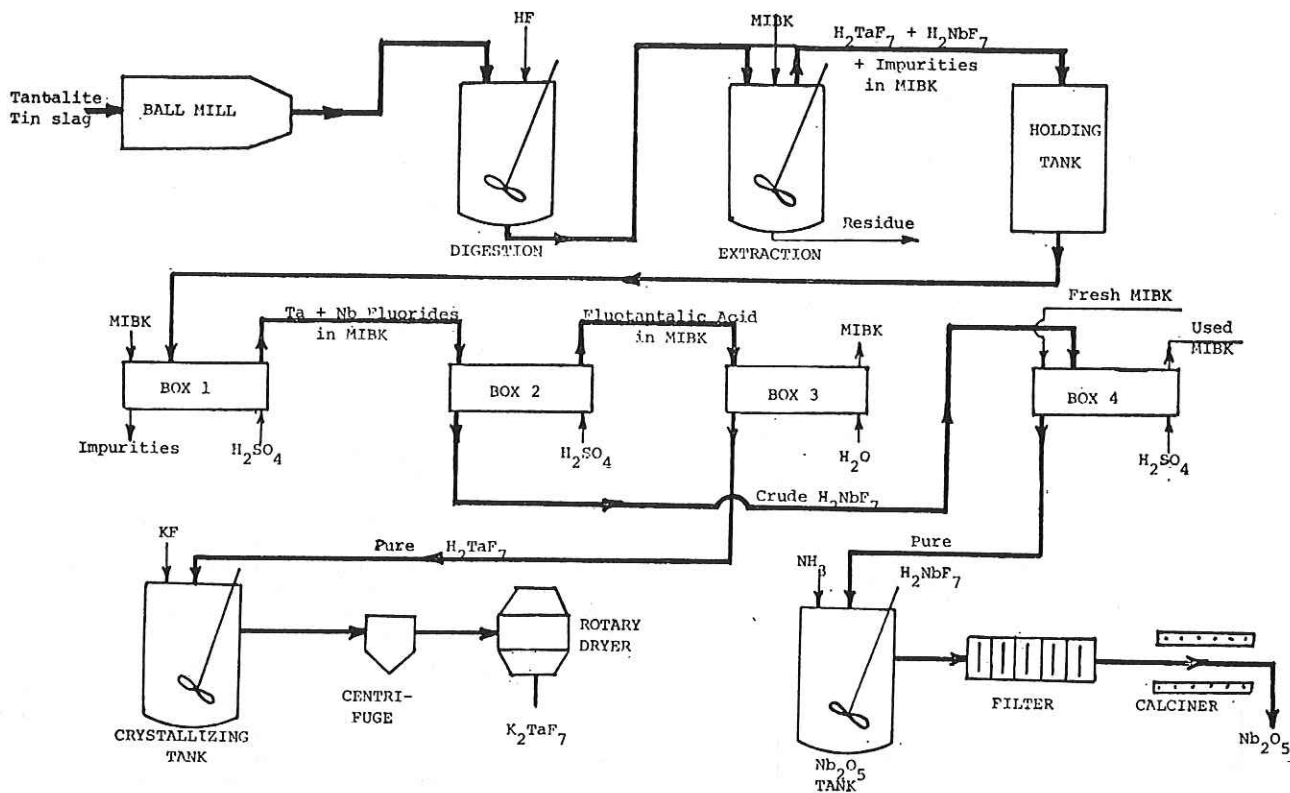 HF
MIBK
H2TaF7 + H2NbF7
+ Impurities
in MIBK
Tantalite
Tin slag
BALL MILL
HOLDING
TANK
Residue
DIGESTION
EXTRACTION
Fresh MIBK
MIBK
Ta + Nb Fluorides
in MIBK
Fluotantalic Acid
in MIBK
MIBK
Used
MIBK
BOX 1
BOX 2
BOX 3
BOX 4
Impurities
H2SO4
H2SO4
H2O
H2SO4
Crude H2NbF7
KF
Pure H2TaF7
Pure
H2NbF7
NH3
ROTARY
DRYER
CENTRI-
FUGE
FILTER
CALCINER
CRYSTALLIZING
TANK
K2TaF7
Nb2O5
TANK
Nb2O5